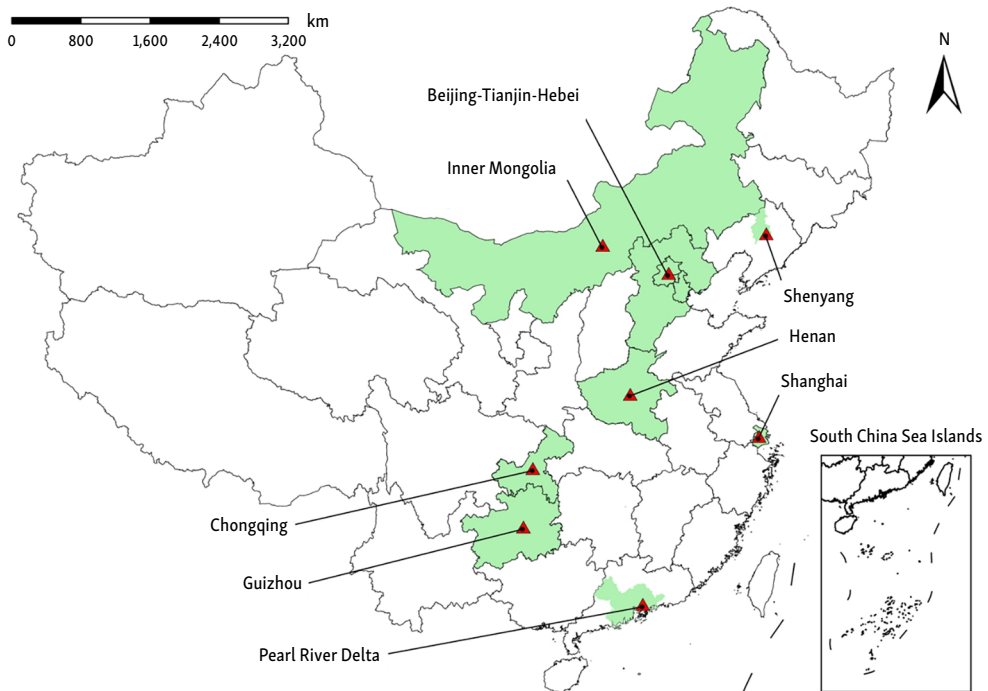 km
0 800 1,600 2,400 3,200
N
Beijing-Tianjin-Hebei
Inner Mongolia
Shenyang
Henan
Shanghai
South China Sea Islands
Chongqing
Guizhou
Pearl River Delta